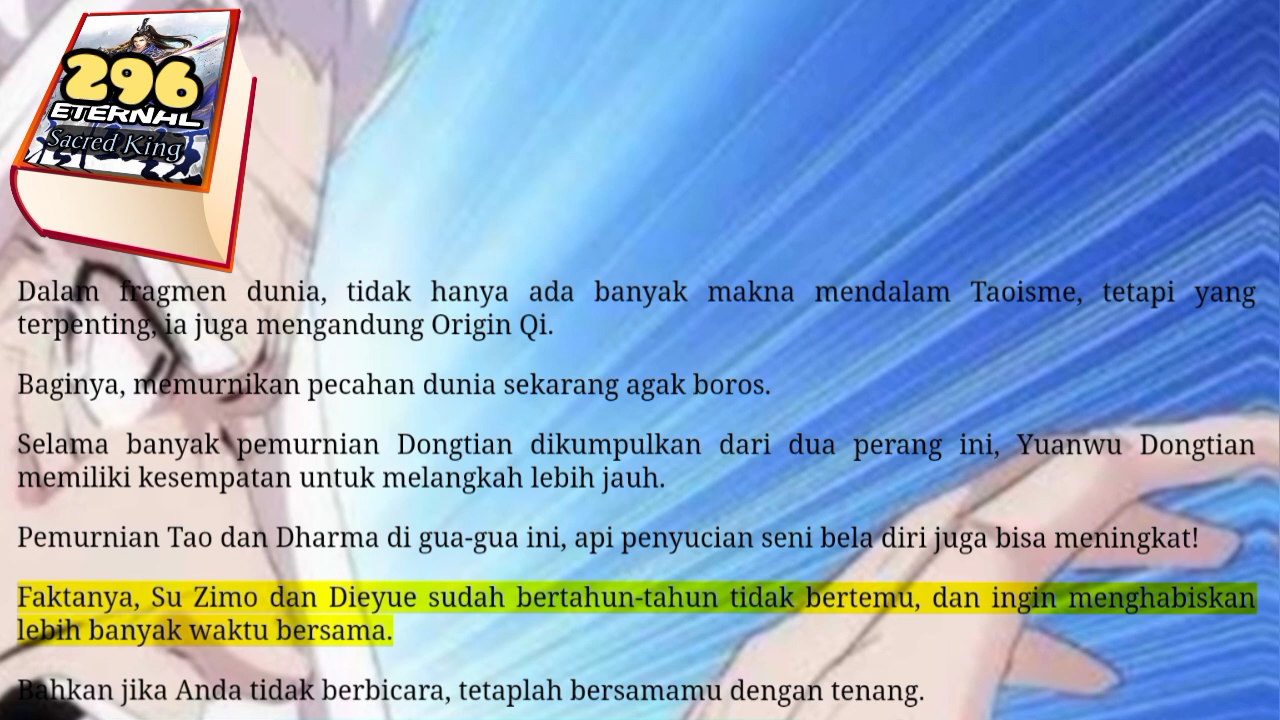 296
ETERNAL
Sacred King
Dalam fragmen dunia, tidak hanya ada banyak makna mendalam Taoisme, tetapi yang
terpenting, ia juga mengandung Origin Qi.
Baginya, memurnikan pecahan dunia sekarang agak boros.
Selama banyak pemurnian Dongtian dikumpulkan dari dua perang ini, Yuanwu Dongtian
memiliki kesempatan untuk melangkah lebih jauh.
Pemurnian Tao dan Dharma di gua-gua ini, api penyucian seni bela diri juga bisa meningkat!
Faktanya, Su Zimo dan Dieyue sudah bertahun-tahun tidak bertemu, dan ingin menghabiskan
lebih banyak waktu bersama.
Bahkan jika Anda tidak berbicara, tetaplah bersamamu dengan tenang.